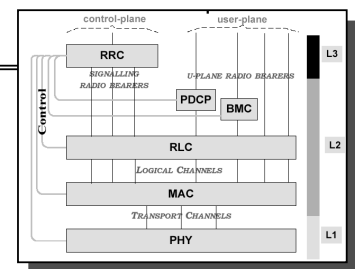 control-plane user-plane
RRC
L3
SIGNALLING
RADIO BEARERS
U-PLANE RADIO BEARERS
PDCP
BMC
Control
RLC
L2
LOGICAL CHANNELS
MAC
TRANSPORT CHANNELS
PHY
L1